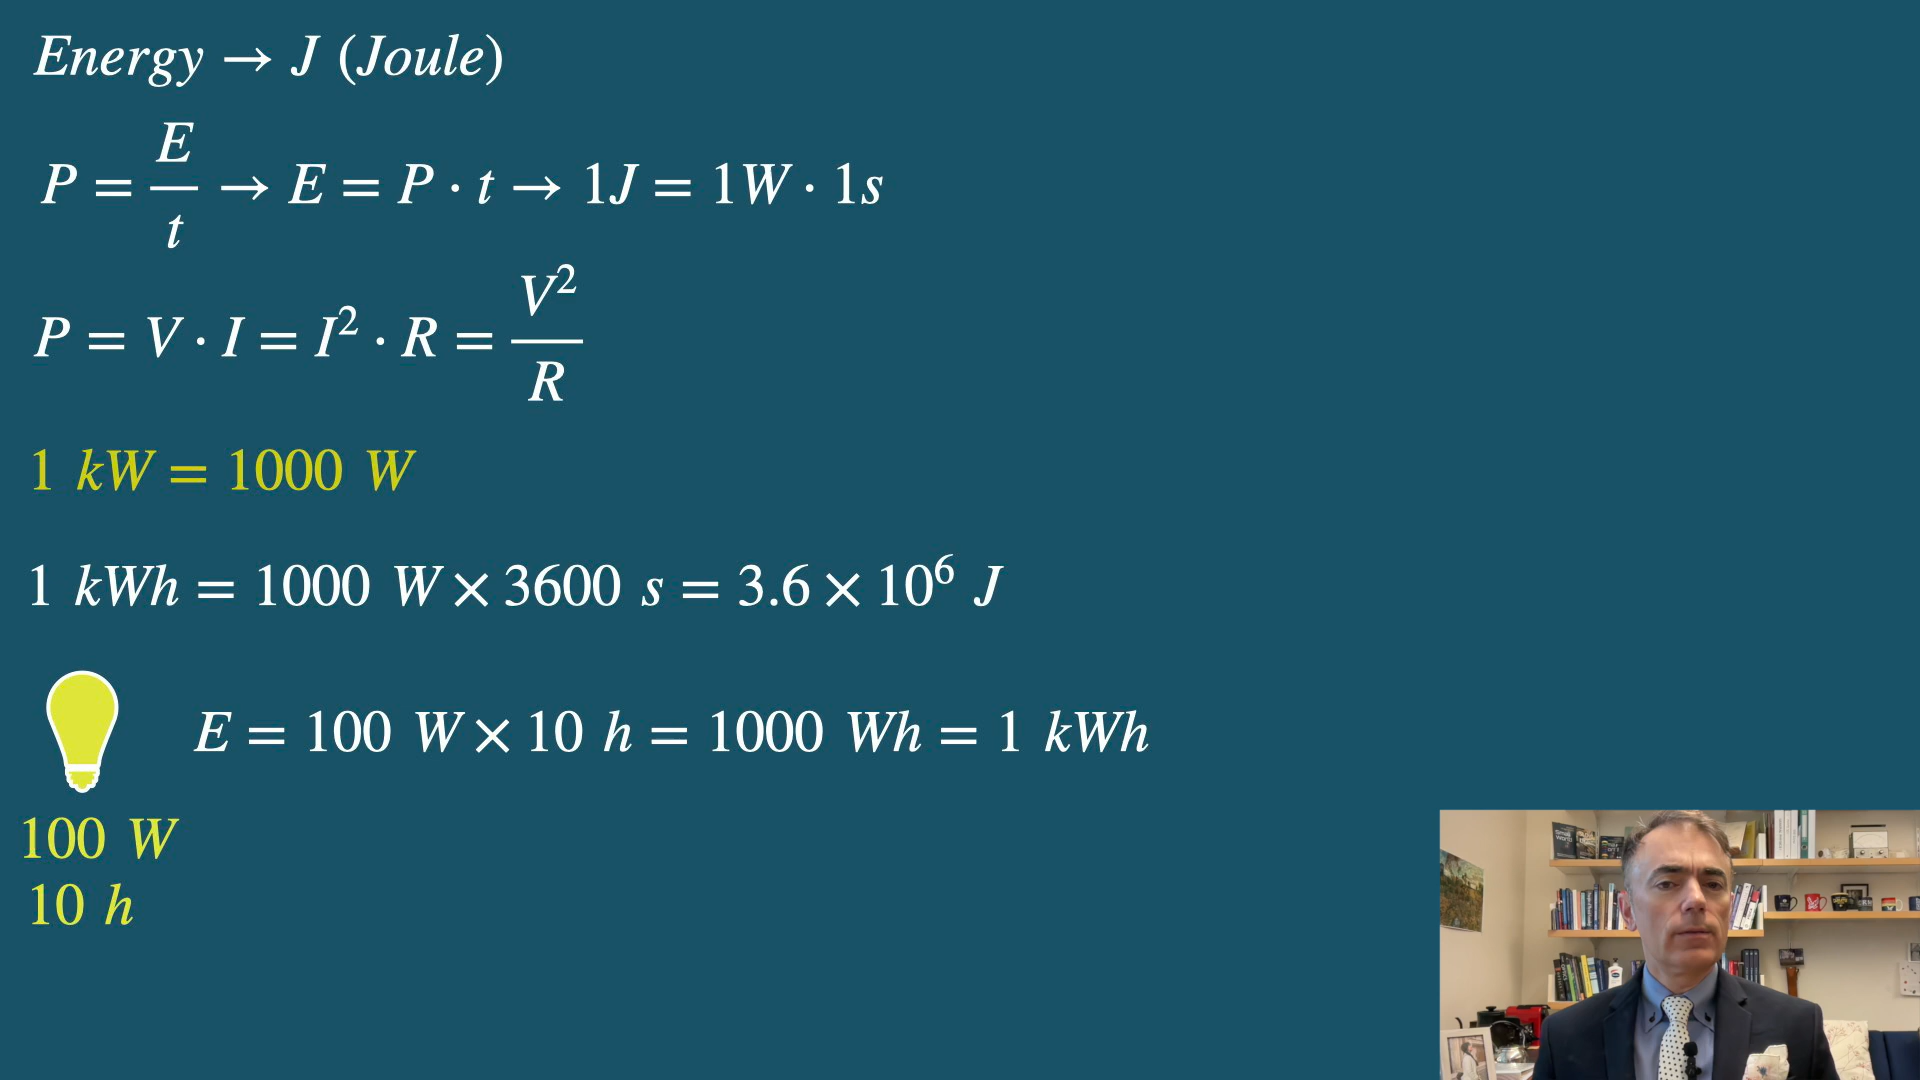 Energy → J (Joule)
P = E/t → E = P · t → 1J = 1W · 1s
P = V · I = I² · R = V²/R
1 kW = 1000 W
1 kWh = 1000 W × 3600 s = 3.6 × 10⁶ J
E = 100 W × 10 h = 1000 Wh = 1 kWh
100 W
10 h